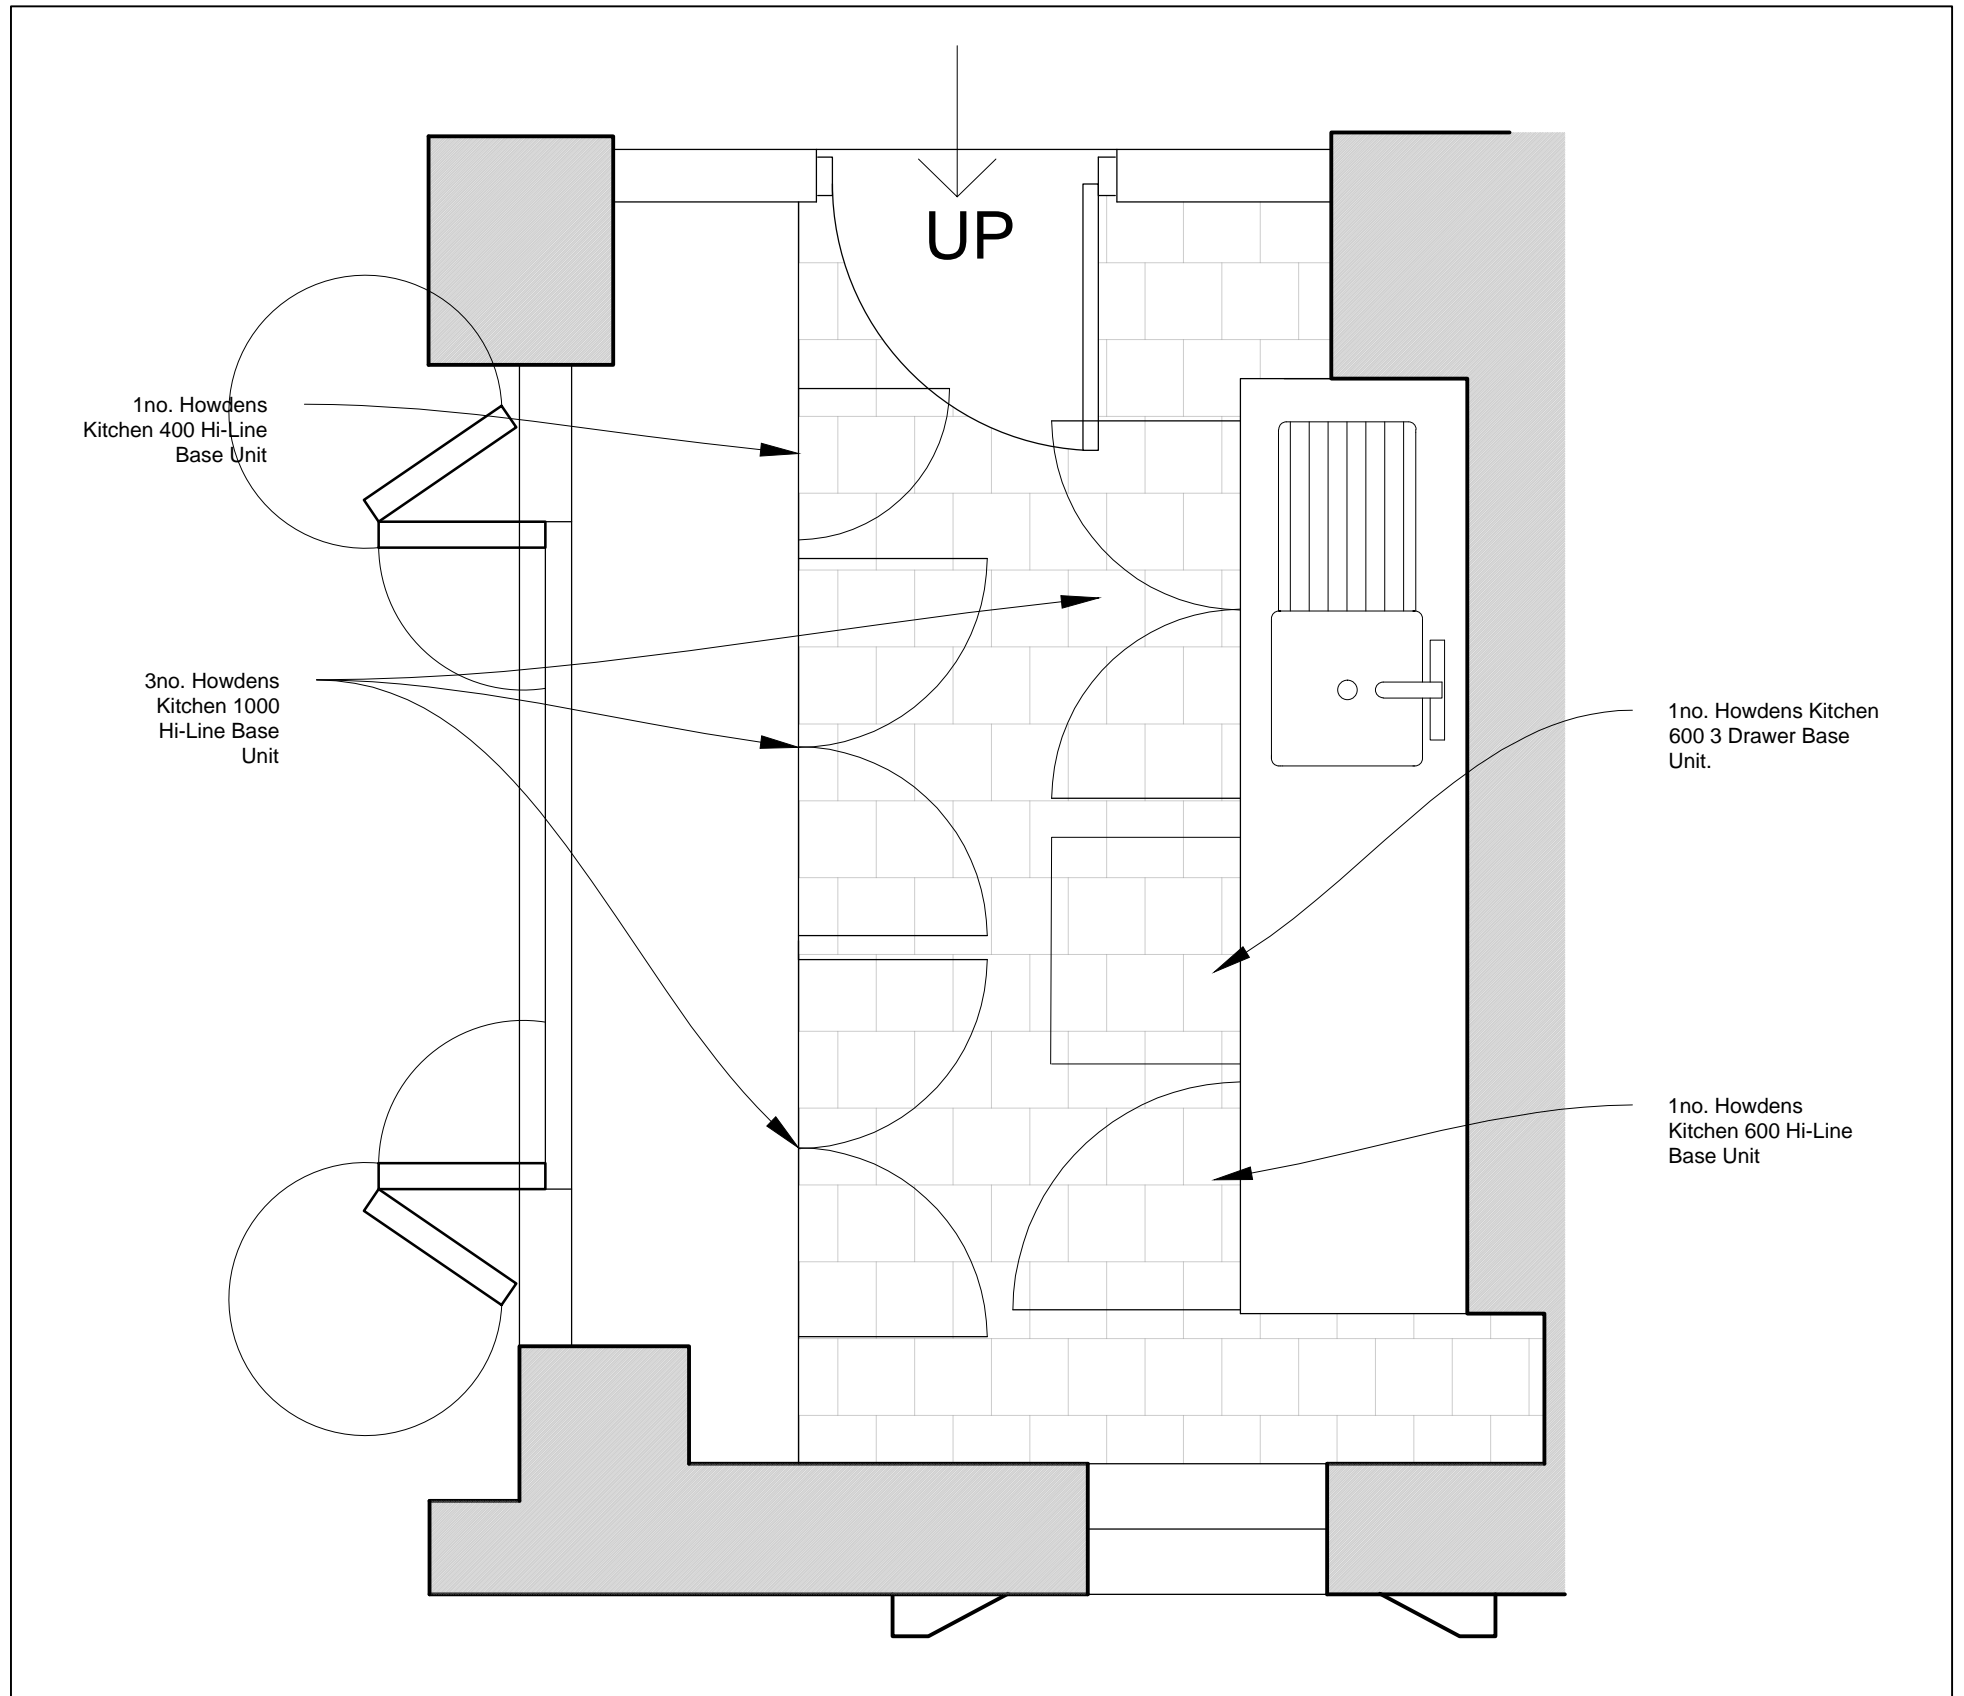 UP
1no. Howdens
Kitchen 400 Hi-Line
Base Unit
3no. Howdens
Kitchen 1000
Hi-Line Base
Unit
1no. Howdens Kitchen
600 3 Drawer Base
Unit.
1no. Howdens
Kitchen 600 Hi-Line
Base Unit